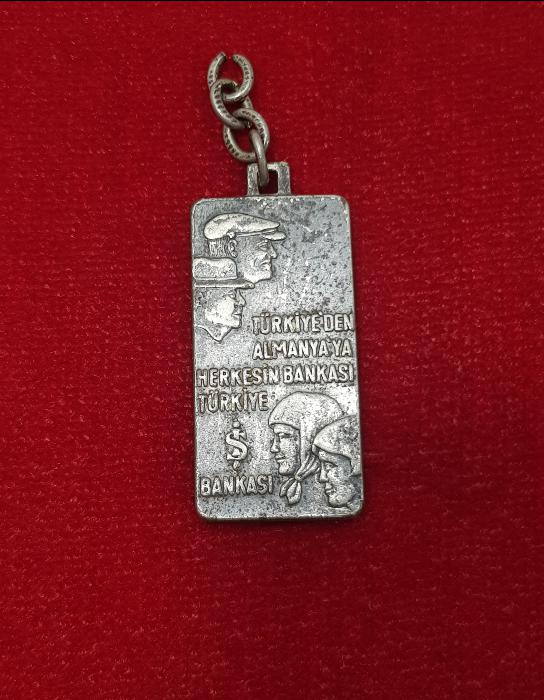 TÜRKİYE'DEN
ALMANYA'YA
HERKESİN BANKASI
TÜRKİYE
İŞ
BANKASI